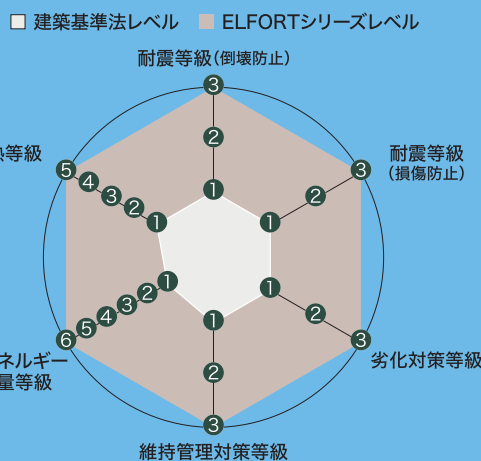 建築基準法レベル ELFORTシリーズレベル
耐震等級(倒壊防止)
3
2
1
熱等級
5 4 3 2 1
耐震等級
(損傷防止)
3 2 1
6 5 4 3 2 1
ネルギー
量等級
1 2 3
劣化対策等級
1
2
3
維持管理対策等級